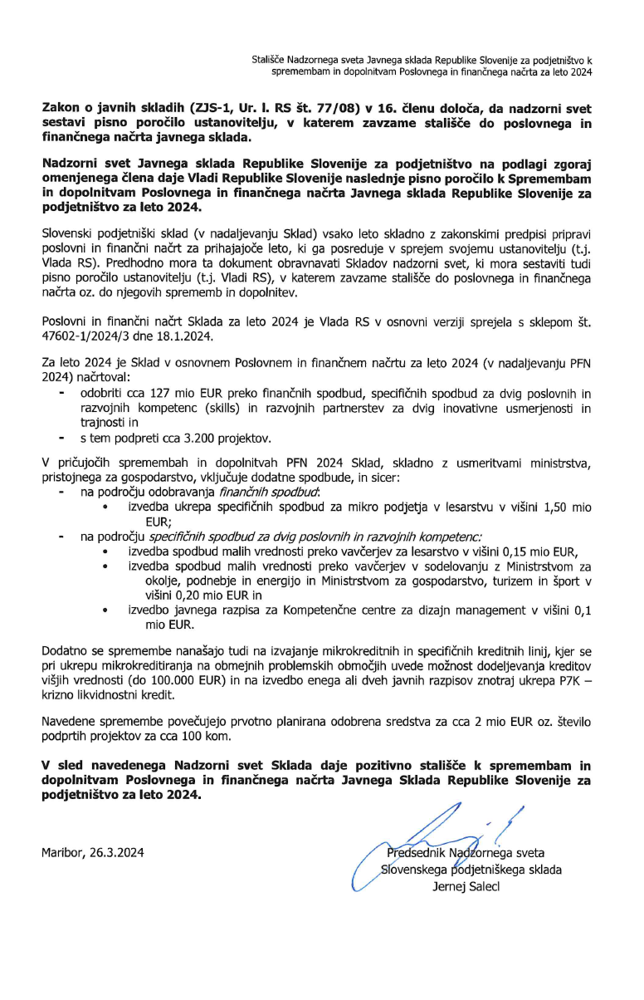 Stališče Nadzornega sveta Javnega sklada Republike Slovenije za podjetništvo k
spremembam in dopolnitvam Poslovnega in finančnega načrta za leto 2024
Zakon o javnih skladih (ZJS-1, Ur. l. RS št. 77/08) v 16. členu določa, da nadzorni svet
sestavi pisno poročilo ustanovitelju, v katerem zavzame stališče do poslovnega in
finančnega načrta javnega sklada.
Nadzorni svet Javnega sklada Republike Slovenije za podjetništvo na podlagi zgoraj
omenjenega člena daje Vladi Republike Slovenije naslednje pisno poročilo k Spremembam
in dopolnitvam Poslovnega in finančnega načrta Javnega sklada Republike Slovenije za
podjetništvo za leto 2024.
Slovenski podjetniški sklad (v nadaljevanju Sklad) vsako leto skladno z zakonskimi predpisi pripravi
poslovni in finančni načrt za prihajajoče leto, ki ga posreduje v sprejem svojemu ustanovitelju (t.j.
Vlada RS). Predhodno mora ta dokument obravnavati Skladov nadzorni svet, ki mora sestaviti tudi
pisno poročilo ustanovitelju (t.j. Vladi RS), v katerem zavzame stališče do poslovnega in finančnega
načrta oz. do njegovih sprememb in dopolnitev.
Poslovni in finančni načrt Sklada za leto 2024 je Vlada RS v osnovni verziji sprejela s sklepom št.
47602-1/2024/3 dne 18.1.2024.
Za leto 2024 je Sklad v osnovnem Poslovnem in finančnem načrtu za leto 2024 (v nadaljevanju PFN
2024) načrtoval:
- odobriti cca 127 mio EUR preko finančnih spodbud, specifičnih spodbud za dvig poslovnih in
razvojnih kompetenc (skills) in razvojnih partnerstev za dvig inovativne usmerjenosti in
trajnosti in
- s tem podpreti cca 3.200 projektov.
V pričujočih spremembah in dopolnitvah PFN 2024 Sklad, skladno z usmeritvami ministrstva,
pristojnega za gospodarstvo, vključuje dodatne spodbude, in sicer:
- na področju odobravanja finančnih spodbud:
• izvedba ukrepa specifičnih spodbud za mikro podjetja v lesarstvu v višini 1,50 mio
EUR;
- na področju specifičnih spodbud za dvig poslovnih in razvojnih kompetenc:
• izvedba spodbud malih vrednosti preko vavčerjev za lesarstvo v višini 0,15 mio EUR,
• izvedba spodbud malih vrednosti preko vavčerjev v sodelovanju z Ministrstvom za
okolje, podnebje in energijo in Ministrstvom za gospodarstvo, turizem in šport v
višini 0,20 mio EUR in
• izvedbo javnega razpisa za Kompetenčne centre za dizajn management v višini 0,1
mio EUR.
Dodatno se spremembe nanašajo tudi na izvajanje mikrokreditnih in specifičnih kreditnih linij, kjer se
pri ukrepu mikrokreditiranja na obmejnih problemskih območjih uvede možnost dodeljevanja kreditov
višjih vrednosti (do 100.000 EUR) in na izvedbo enega ali dveh javnih razpisov znotraj ukrepa P7K –
krizno likvidnostni kredit.
Navedene spremembe povečujejo prvotno planirana odobrena sredstva za cca 2 mio EUR oz. število
podprtih projektov za cca 100 kom.
V sled navedenega Nadzorni svet Sklada daje pozitivno stališče k spremembam in
dopolnitvam Poslovnega in finančnega načrta Javnega Sklada Republike Slovenije za
podjetništvo za leto 2024.
Maribor, 26.3.2024
Predsednik Nadzornega sveta
Slovenskega podjetniškega sklada
Jernej Salecl